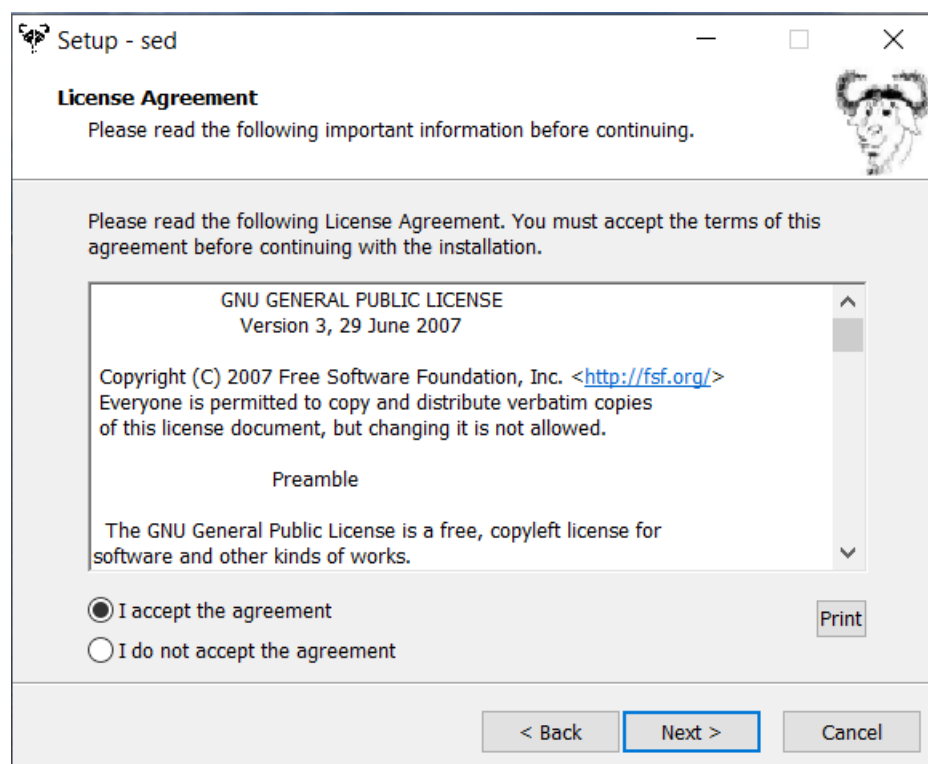 Setup - sed
License Agreement
Please read the following important information before continuing.
Please read the following License Agreement. You must accept the terms of this
agreement before continuing with the installation.
GNU GENERAL PUBLIC LICENSE
Version 3, 29 June 2007
Copyright (C) 2007 Free Software Foundation, Inc. <http://fsf.org/>
Everyone is permitted to copy and distribute verbatim copies
of this license document, but changing it is not allowed.
Preamble
The GNU General Public License is a free, copyleft license for
software and other kinds of works.
I accept the agreement
Print
I do not accept the agreement
< Back Next > Cancel